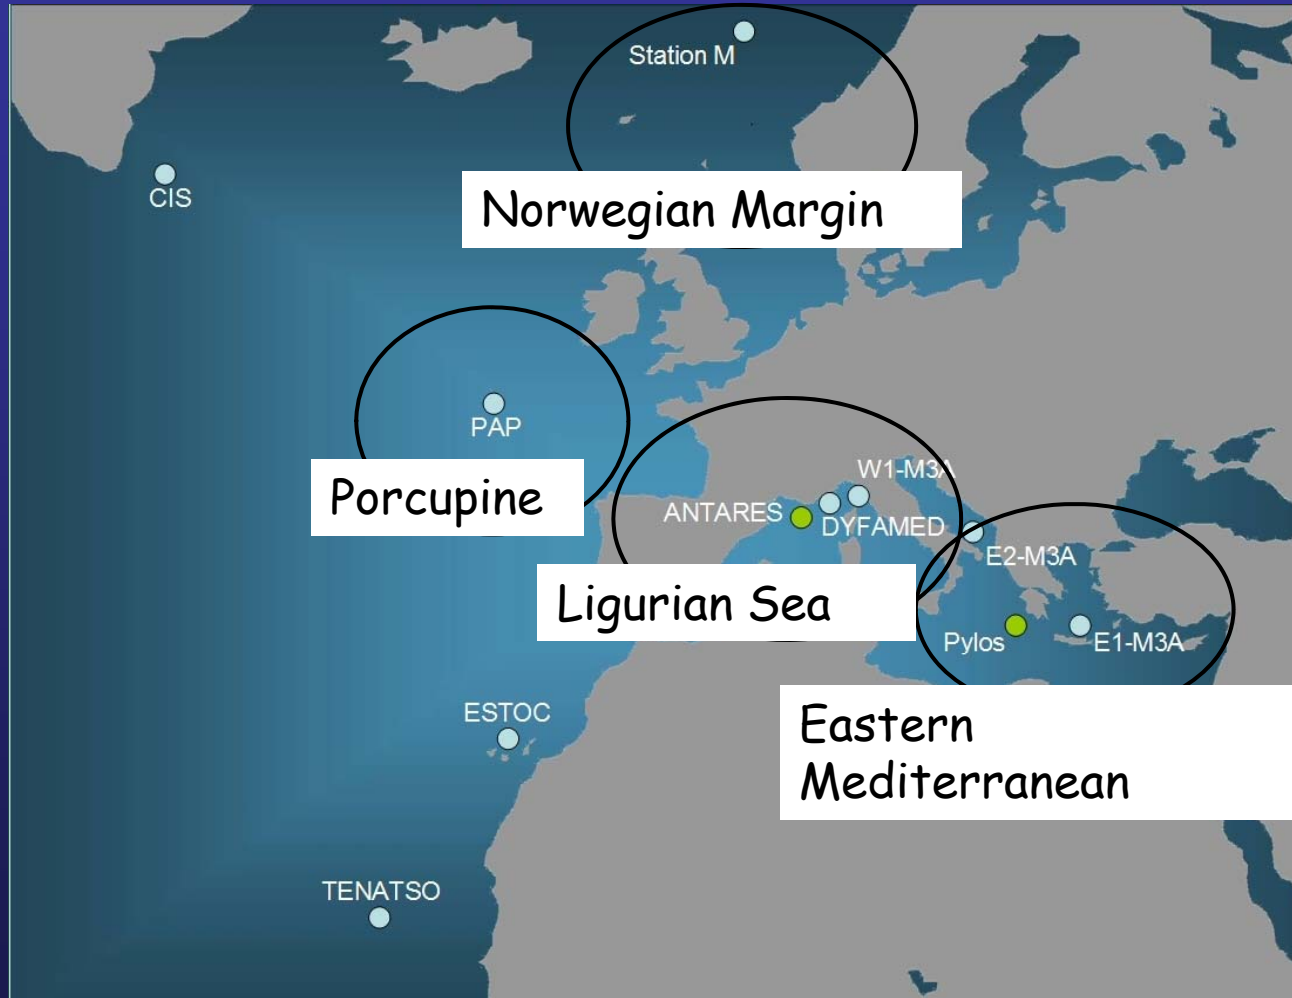 Station M
CIS
Norwegian Margin
PAP
Porcupine
W1-M3A
ANTARES
DYFAMED
E2-M3A
Ligurian Sea
Pylos
E1-M3A
ESTOC
Eastern
Mediterranean
TENATSO